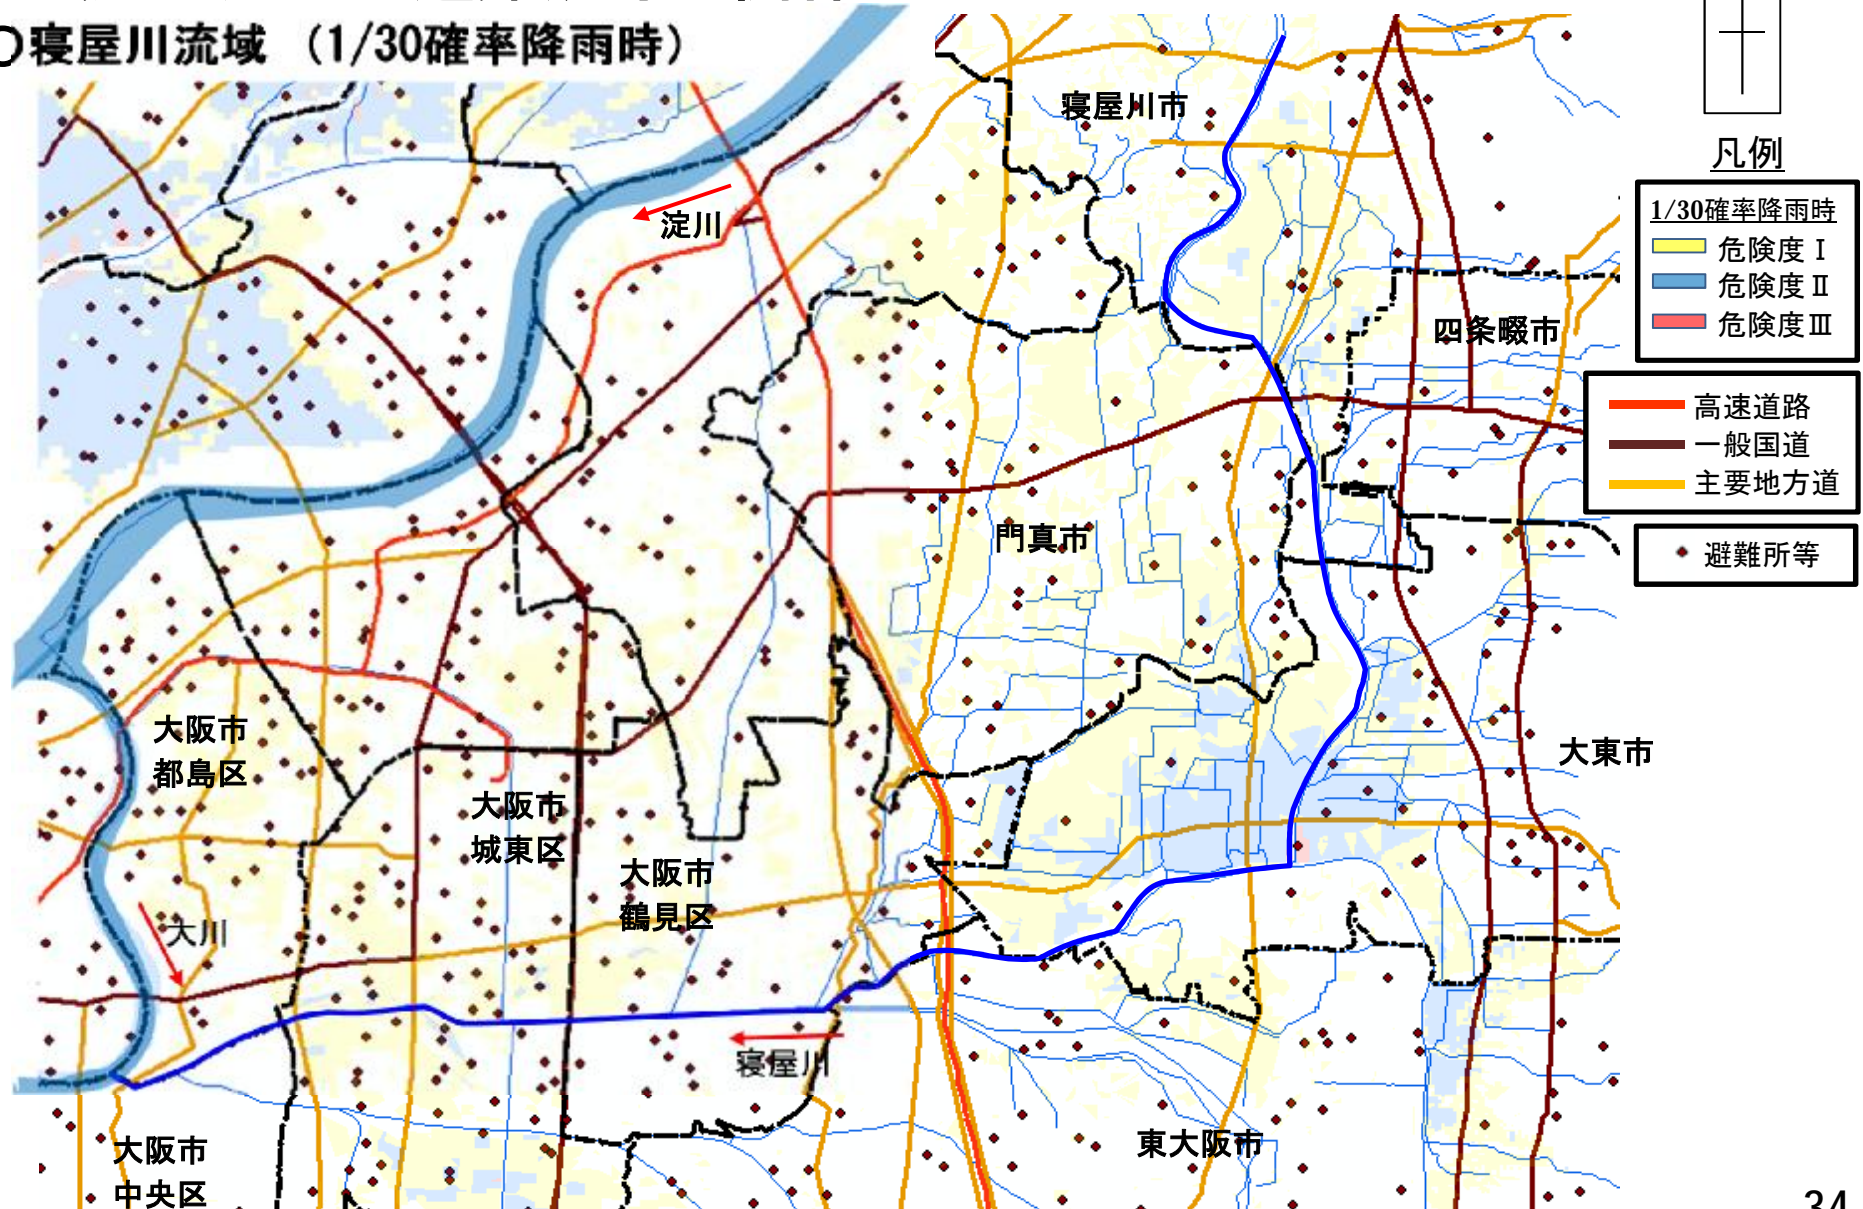 〇寝屋川流域 （1/30確率降雨時）
寝屋川市
凡例
1/30確率降雨時
危険度Ⅰ
危険度Ⅱ
危険度Ⅲ
淀川
四条畷市
高速道路
一般国道
主要地方道
門真市
避難所等
大阪市
都島区
大東市
大阪市
城東区
大阪市
鶴見区
大川
寝屋川
大阪市
中央区
東大阪市
34